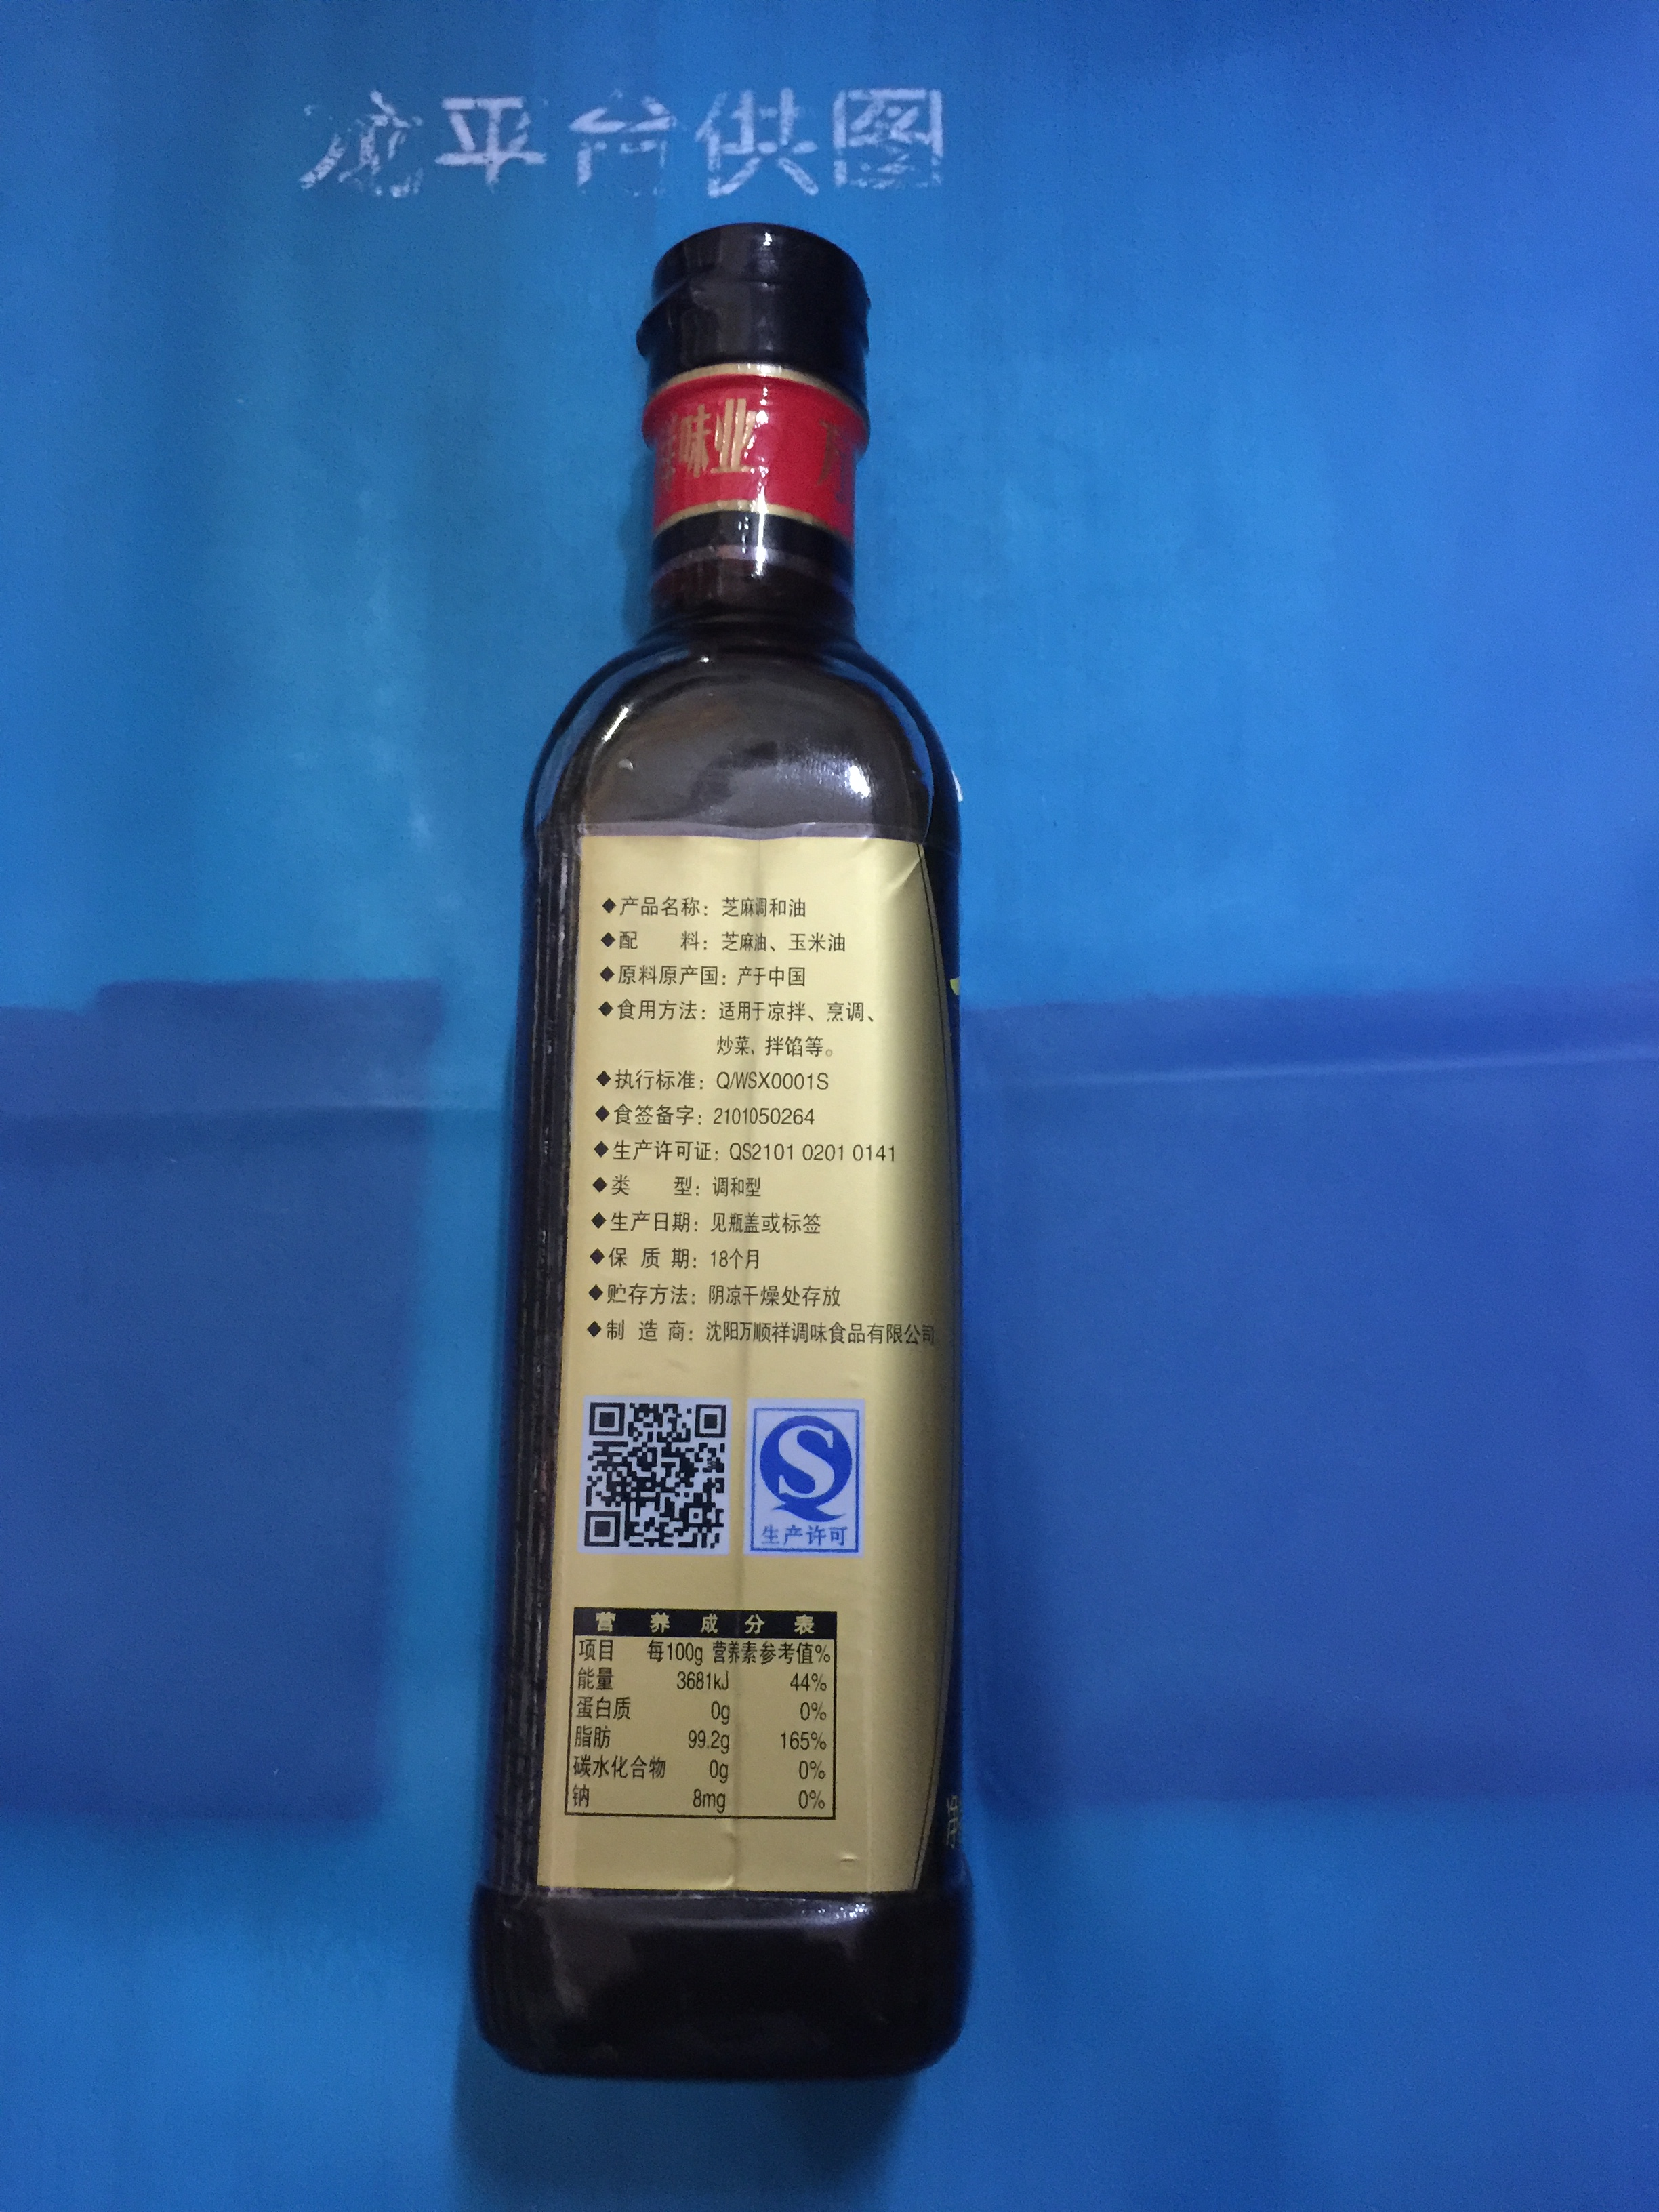 平台供图
味业
万
◆产品名称：芝麻调和油
◆配 料：芝麻油、玉米油
◆原料原产国：产于中国
◆食用方法：适用于凉拌、烹调、
炒菜、拌馅等。
◆执行标准：Q/WSX0001S
◆食签备字：2101050264
◆生产许可证：QS2101 0201 0141
◆类 型：调和型
◆生产日期：见瓶盖或标签
◆保 质 期：18个月
◆贮存方法：阴凉干燥处存放
◆制 造 商：沈阳万顺祥调味食品有限公司
S
生产许可
营 养 成 分 表
项目 每100g 营养素参考值%
能量 3681kJ 44%
蛋白质 0g 0%
脂肪 99.2g 165%
碳水化合物 0g 0%
钠 8mg 0%
净